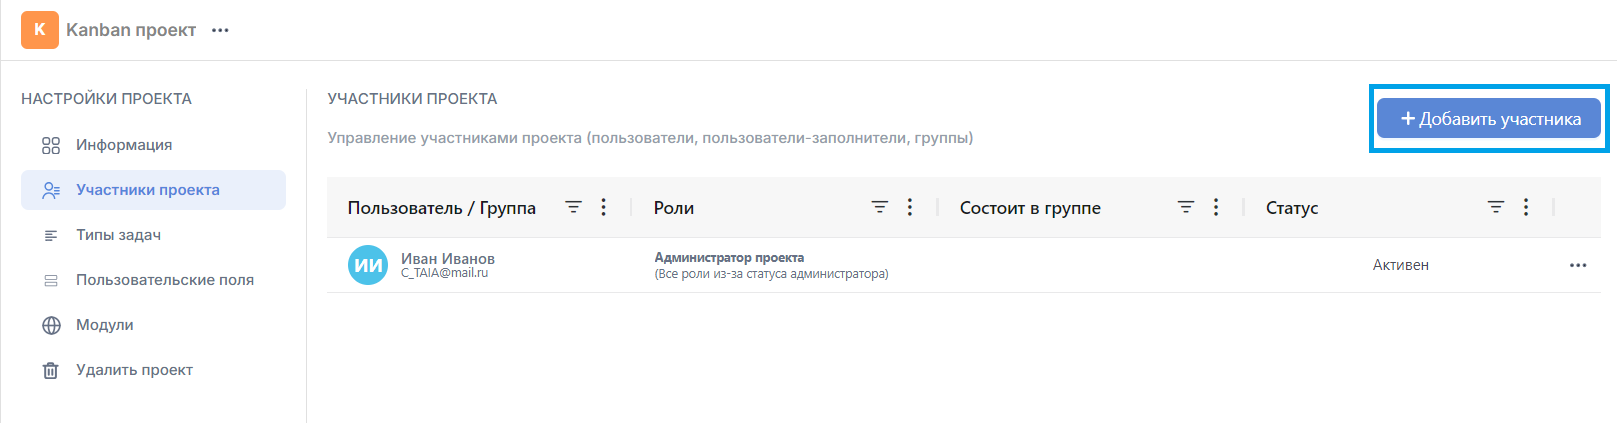 K Kanban проект
НАСТРОЙКИ ПРОЕКТА
Информация
Участники проекта
Типы задач
Пользовательские поля
Модули
Удалить проект
УЧАСТНИКИ ПРОЕКТА
Управление участниками проекта (пользователи, пользователи-заполнители, группы)
+ Добавить участника
Пользователь / Группа Роли Состоит в группе Статус
ИИ Иван Иванов
C_TAIA@mail.ru
Администратор проекта
(Все роли из-за статуса администратора)
Активен